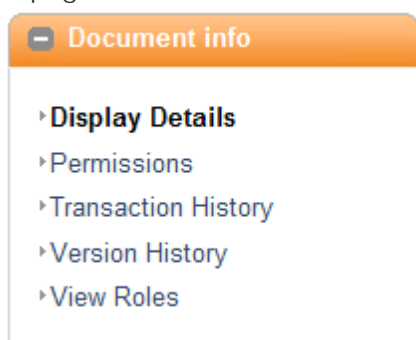 Document info
Display Details
Permissions
Transaction History
Version History
View Roles